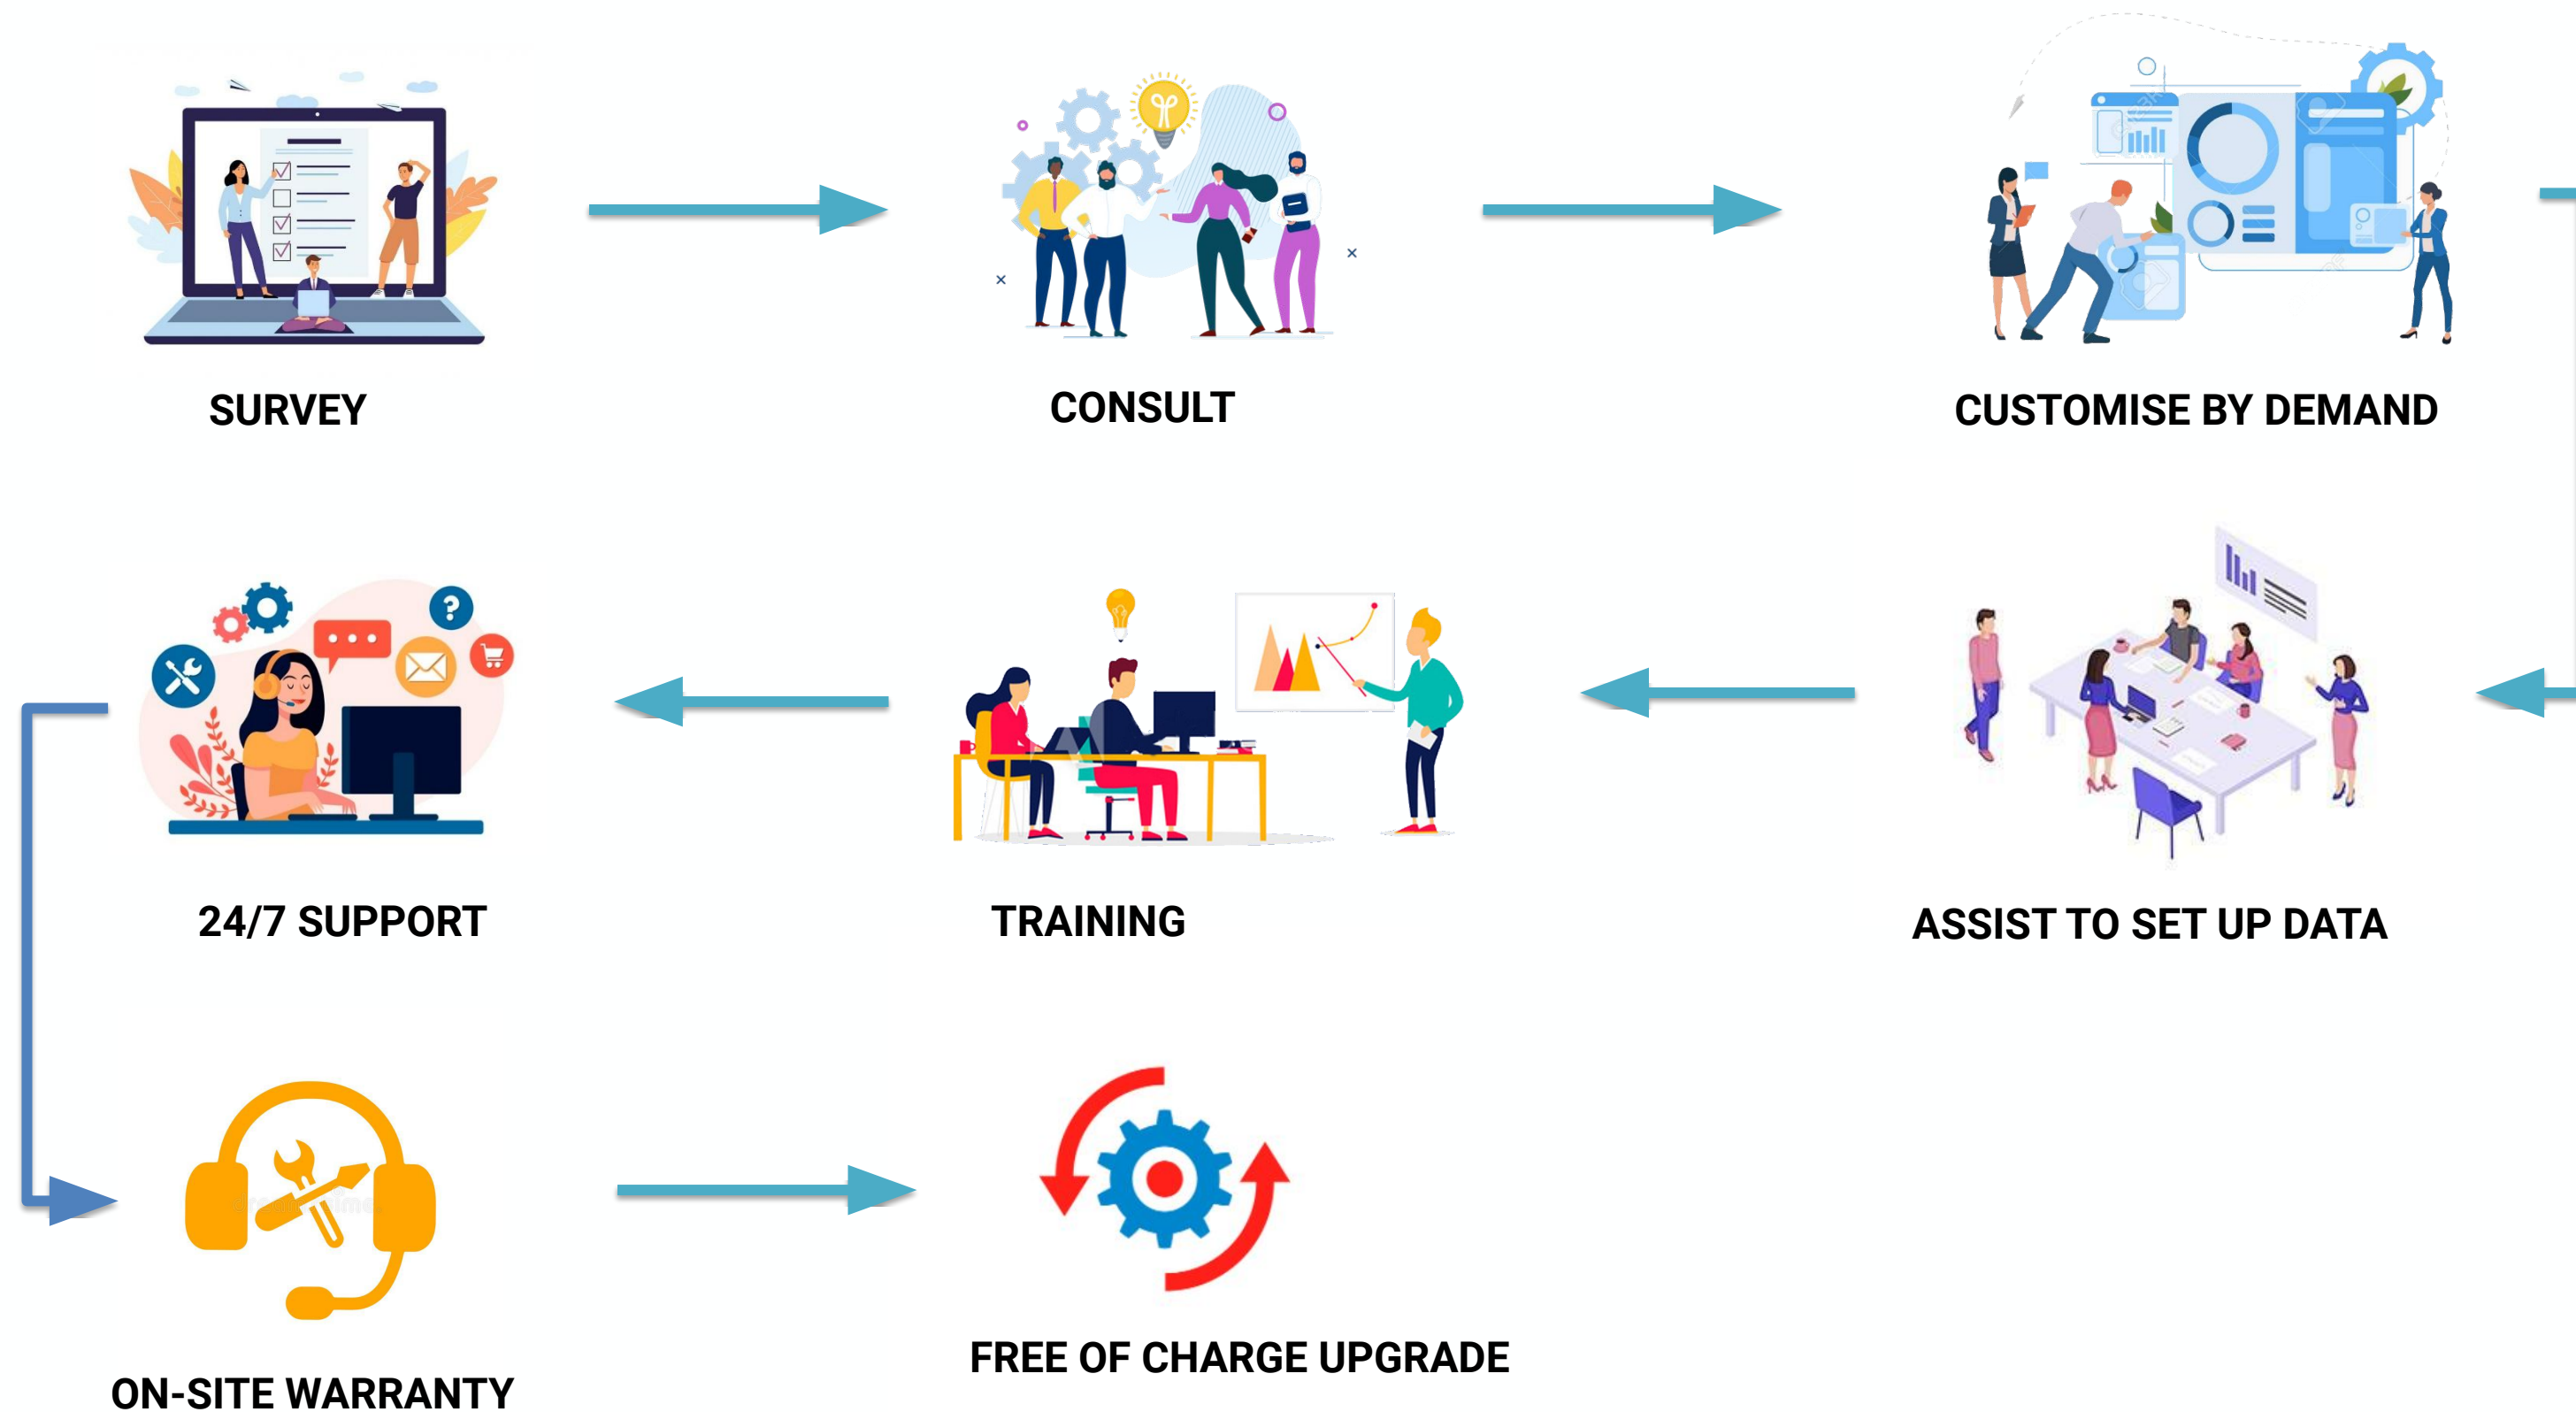 SURVEY
CONSULT
CUSTOMISE BY DEMAND
24/7 SUPPORT
TRAINING
ASSIST TO SET UP DATA
ON-SITE WARRANTY
FREE OF CHARGE UPGRADE